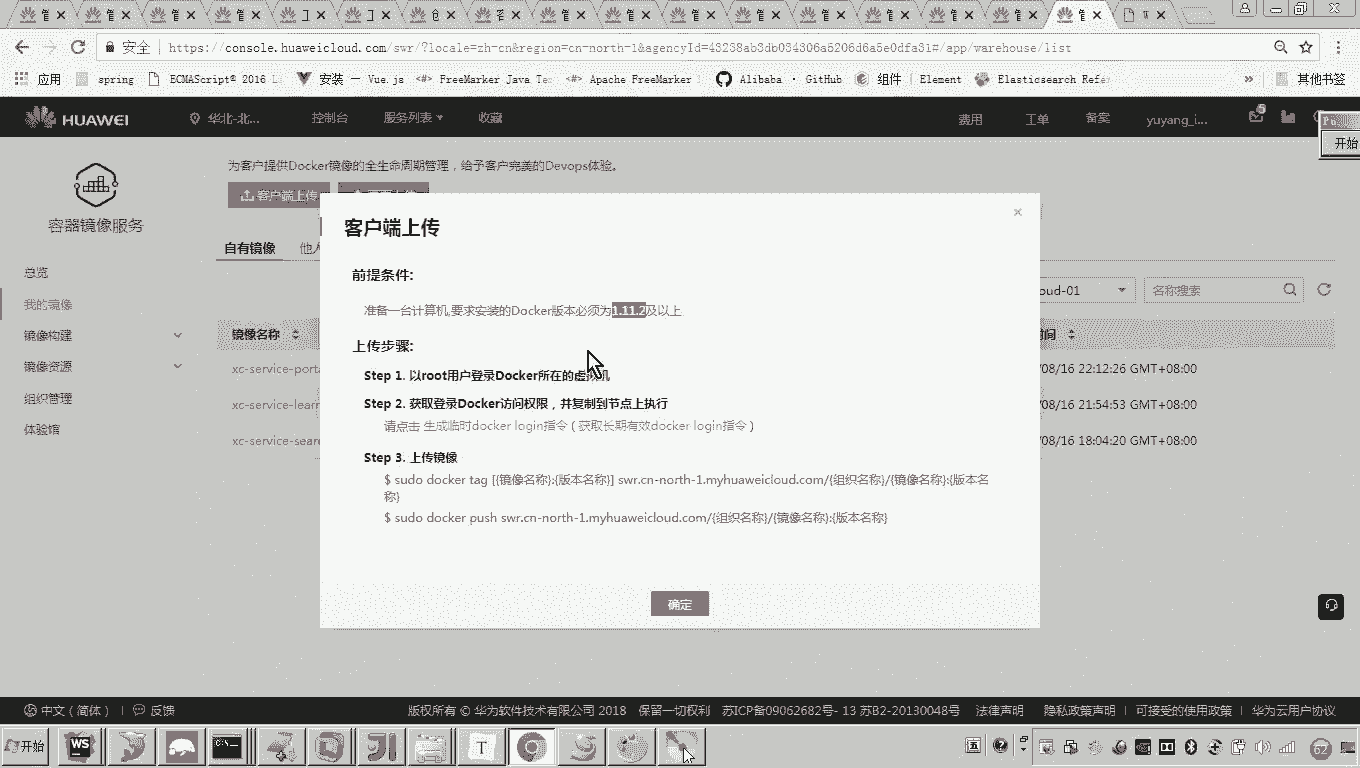 安全 https://console.huaweicloud.com/swr/?locale=zh-cn&region=cn-north-1&agencyId=43238ab3db034306a5206d6a5e0dfa31#/app/warehouse/list
应用 spring ECMAScript® 2016 L 安装 — Vue.js FreeMarker Java Te Apache FreeMarker Alibaba · GitHub 组件 | Element Elasticsearch Refe » 其他书签
HUAWEI 华北-北... 控制台 服务列表 收藏 费用 工单 备案 yuyang_i... 5
开始
为客户提供Docker镜像的全生命周期管理，给予客户完美的Devops体验。
客户端上传
容器镜像服务
自有镜像 他人
总览
我的镜像
镜像构建
镜像资源
组织管理
体验馆
oud-01 名称搜索
镜像名称 间
xc-service-porta /08/16 22:12:26 GMT+08:00
xc-service-learn /08/16 21:54:53 GMT+08:00
xc-service-sear /08/16 18:04:20 GMT+08:00
客户端上传
前提条件:
准备一台计算机,要求安装的Docker版本必须为1.11.2及以上
上传步骤:
Step 1. 以root用户登录Docker所在的虚拟机
Step 2. 获取登录Docker访问权限，并复制到节点上执行
请点击 生成临时docker login指令 ( 获取长期有效docker login指令 )
Step 3. 上传镜像
$ sudo docker tag [{镜像名称}:{版本名称}] swr.cn-north-1.myhuaweicloud.com/{组织名称}/{镜像名称}:{版本名
称}
$ sudo docker push swr.cn-north-1.myhuaweicloud.com/{组织名称}/{镜像名称}:{版本名称}
确定
中文 ( 简体 ) | 反馈 版权所有 © 华为软件技术有限公司 2018 保留一切权利 苏ICP备09062682号- 13 苏B2-20130048号 法律声明 | 隐私政策声明 | 可接受的使用政策 | 华为云用户协议
开始 WS C:\_ T 五 62